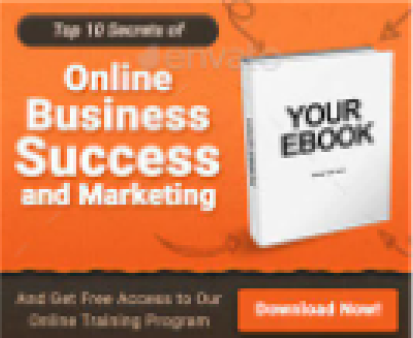 Top 10 Secrets of
Online
Business
Success
and Marketing
envato
YOUR
EBOOK
And Get Free Access to Our
Online Training Program
Download Now!